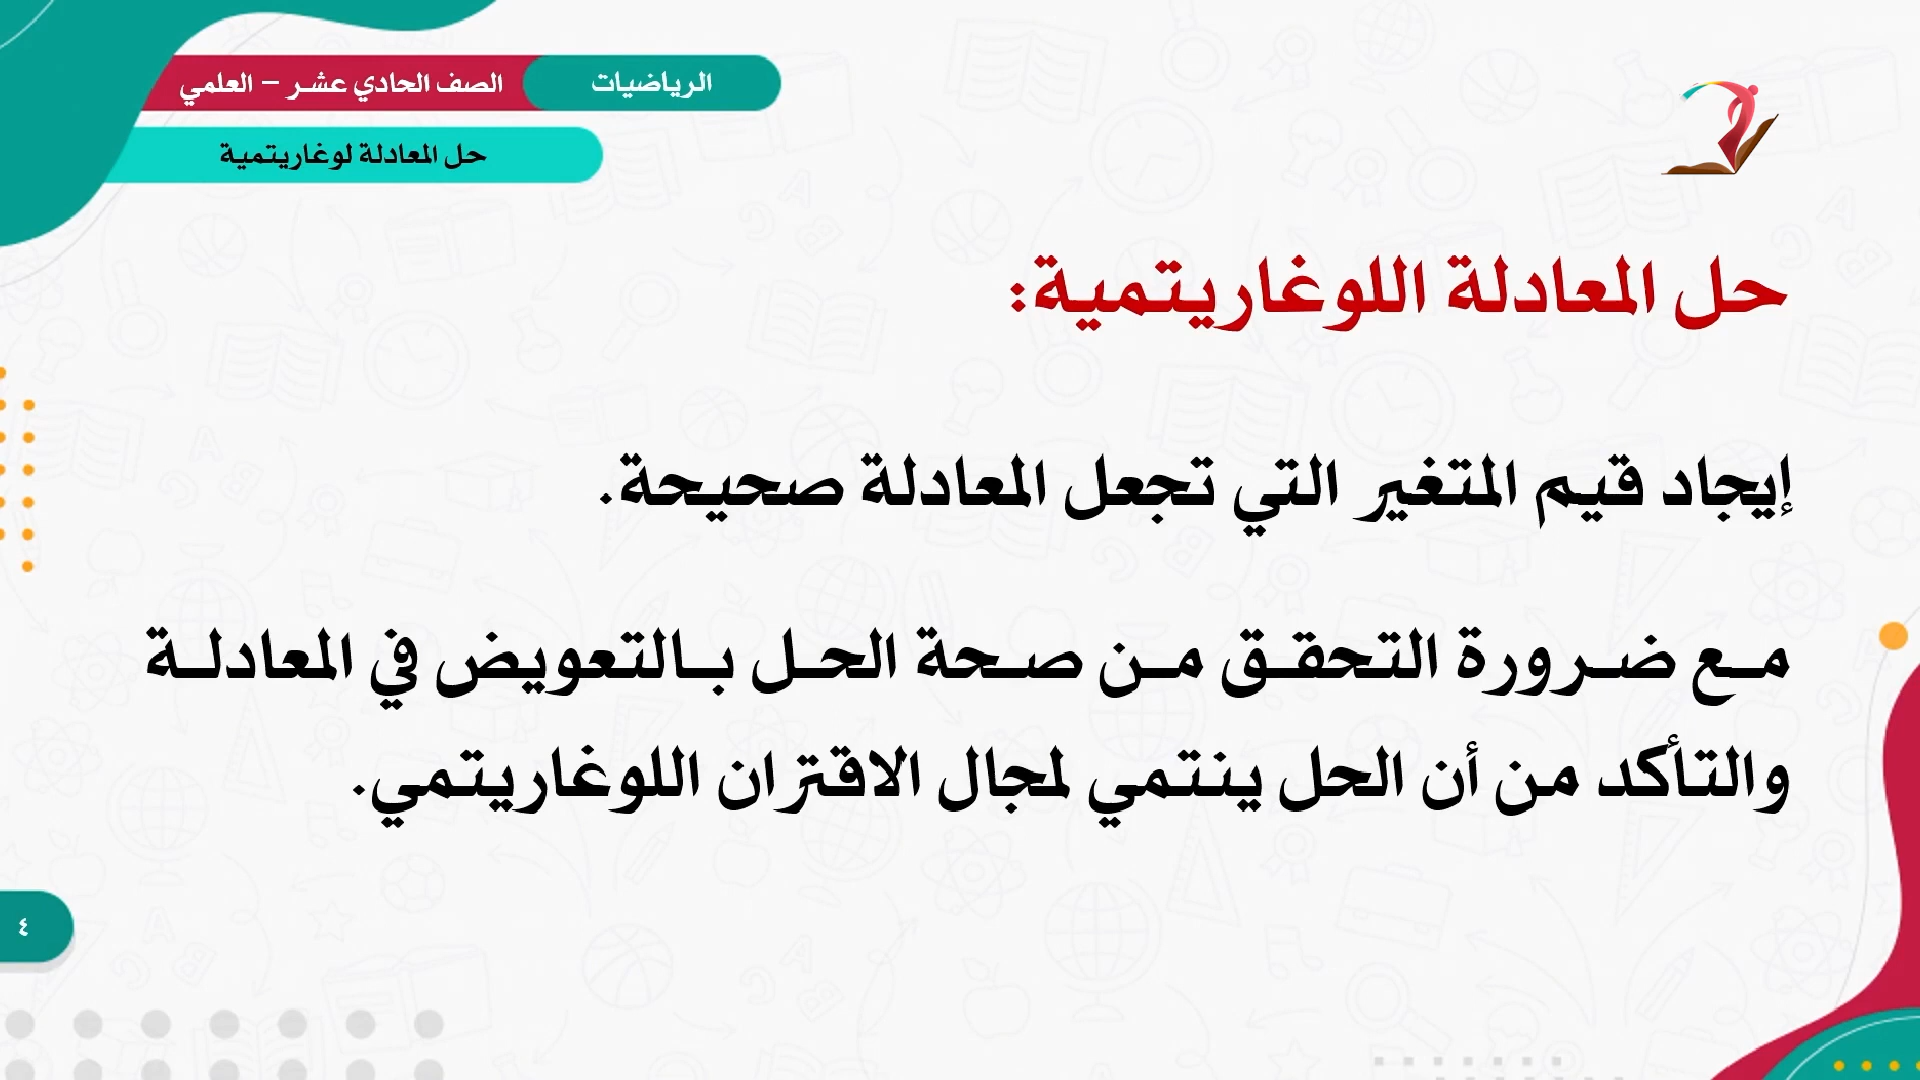 الرياضيات
الصف الحادي عشر – العلمي
حل المعادلة لوغاريتمية
حل المعادلة اللوغاريتمية:
إيجاد قيم المتغير التي تجعل المعادلة صحيحة.
مع ضرورة التحقق من صحة الحل بالتعويض في المعادلة
والتأكد من أن الحل ينتمي لمجال الاقتران اللوغاريتمي.
٤